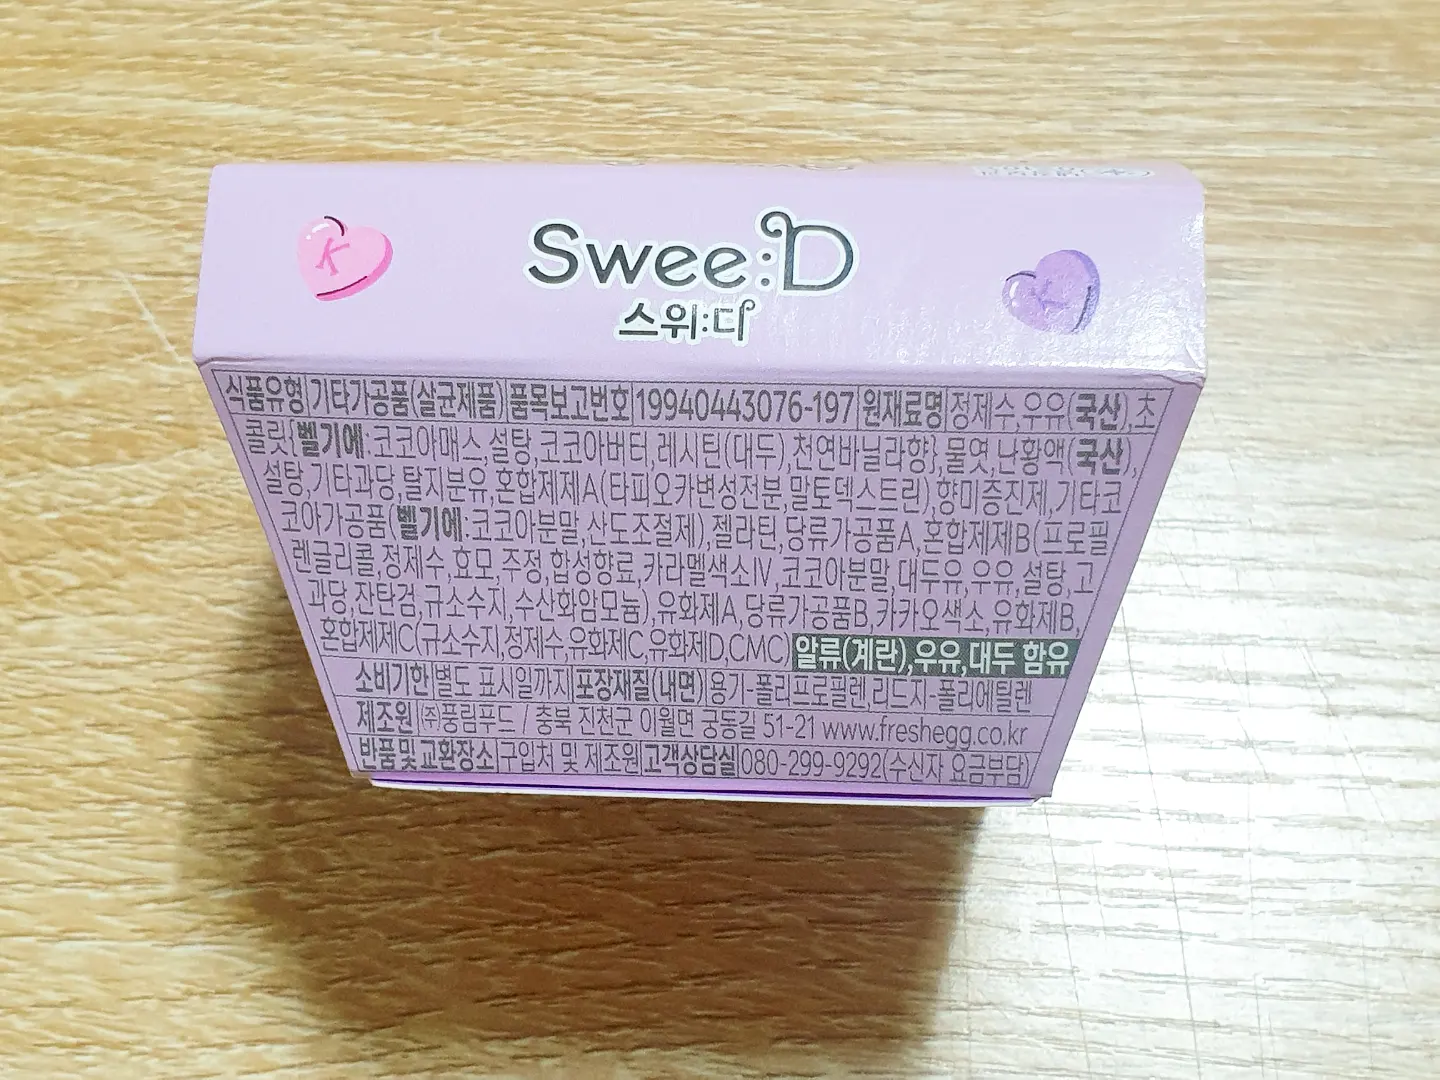 Swee:D
스위:디
K
K
식품유형 기타가공품(살균제품) 품목보고번호 19940443076-197 원재료명 정제수,우유(국산),초
콜릿{벨기에:코코아매스,설탕,코코아버터,레시틴(대두),천연바닐라향},물엿,난황액(국산),
설탕,기타과당,탈지분유,혼합제제A(타피오카변성전분,말토덱스트린),향미증진제,기타코
코아가공품(벨기에:코코아분말,산도조절제),젤라틴,당류가공품A,혼합제제B(프로필
렌글리콜,정제수,효모,주정,합성향료,카라멜색소Ⅳ,코코아분말,대두유,우유,설탕,고
과당,잔탄검,규소수지,수산화암모늄),유화제A,당류가공품B,카카오색소,유화제B,
혼합제제C(규소수지,정제수,유화제C,유화제D,CMC) 알류(계란),우유,대두 함유
소비기한 별도 표시일까지 포장재질(내면) 용기-폴리프로필렌,리드지-폴리에틸렌
제조원 ㈜풍림푸드 / 충북 진천군 이월면 궁동길 51-21 www.freshegg.co.kr
반품및교환장소 구입처 및 제조원 고객상담실 080-299-9292(수신자 요금부담)